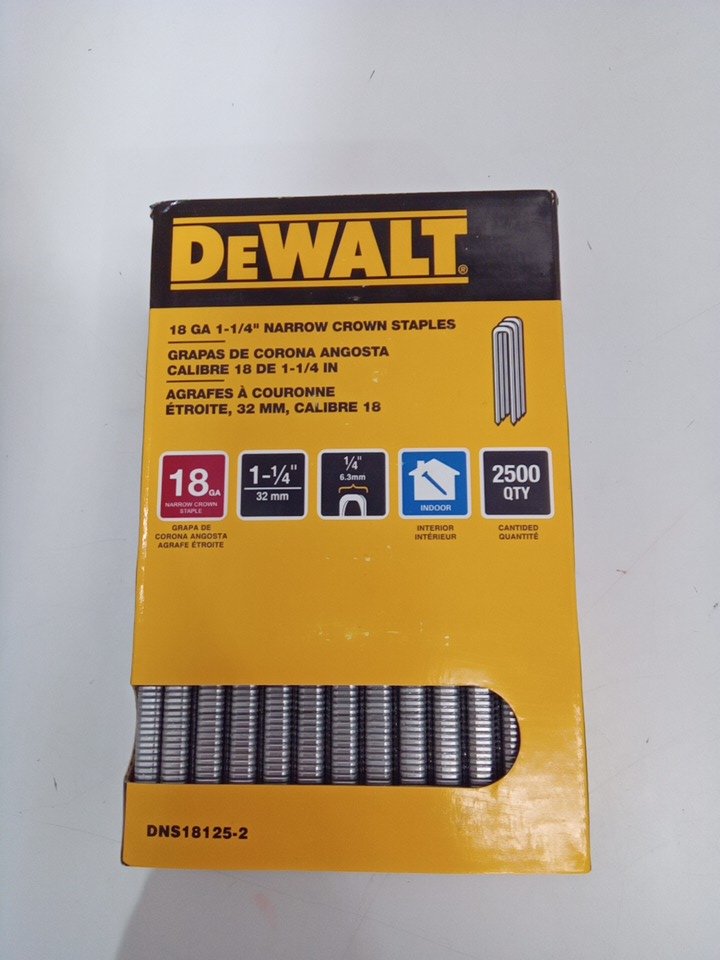 DEWALT®
18 GA 1-1/4" NARROW CROWN STAPLES
GRAPAS DE CORONA ANGOSTA
CALIBRE 18 DE 1-1/4 IN
AGRAFES À COURONNE
ÉTROITE, 32 MM, CALIBRE 18
18 GA
NARROW CROWN
STAPLE
GRAPA DE
CORONA ANGOSTA
AGRAFE ÉTROITE
1-1/4"
32 mm
1/4"
6.3mm
INDOOR
INTERIOR
INTÉRIEUR
2500
QTY
CANTIDED
QUANTITÉ
DNS18125-2